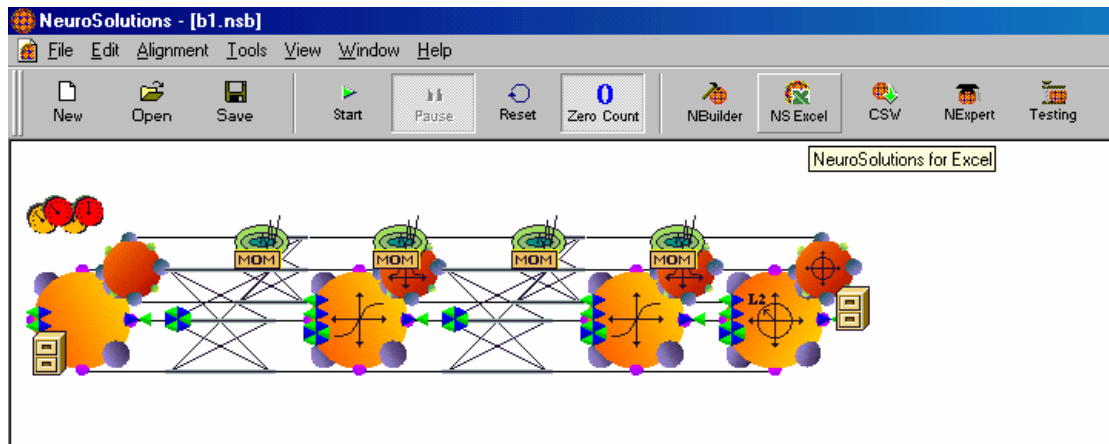 NeuroSolutions - [b1.nsb]
File Edit Alignment Tools View Window Help
New Open Save Start Pause Reset Zero Count NBuilder NS Excel CSV NExpert Testing
0
NeuroSolutions for Excel
MOM MOM MOM MOM
L2